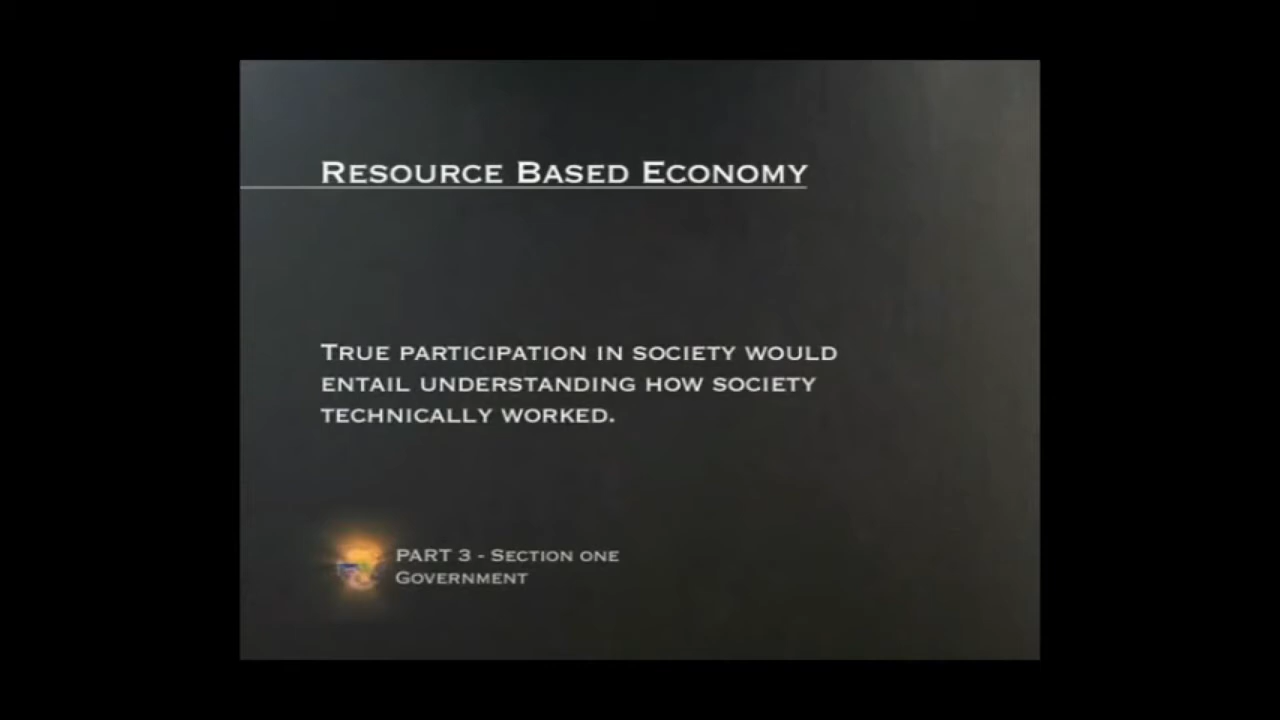 Resource Based Economy
True participation in society would
entail understanding how society
technically worked.
PART 3 - Section one
Government